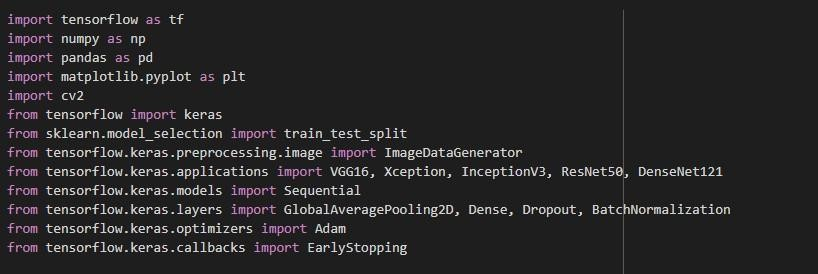 import tensorflow as tf
import numpy as np
import pandas as pd
import matplotlib.pyplot as plt
import cv2
from tensorflow import keras
from sklearn.model_selection import train_test_split
from tensorflow.keras.preprocessing.image import ImageDataGenerator
from tensorflow.keras.applications import VGG16, Xception, InceptionV3, ResNet50, DenseNet121
from tensorflow.keras.models import Sequential
from tensorflow.keras.layers import GlobalAveragePooling2D, Dense, Dropout, BatchNormalization
from tensorflow.keras.optimizers import Adam
from tensorflow.keras.callbacks import EarlyStopping